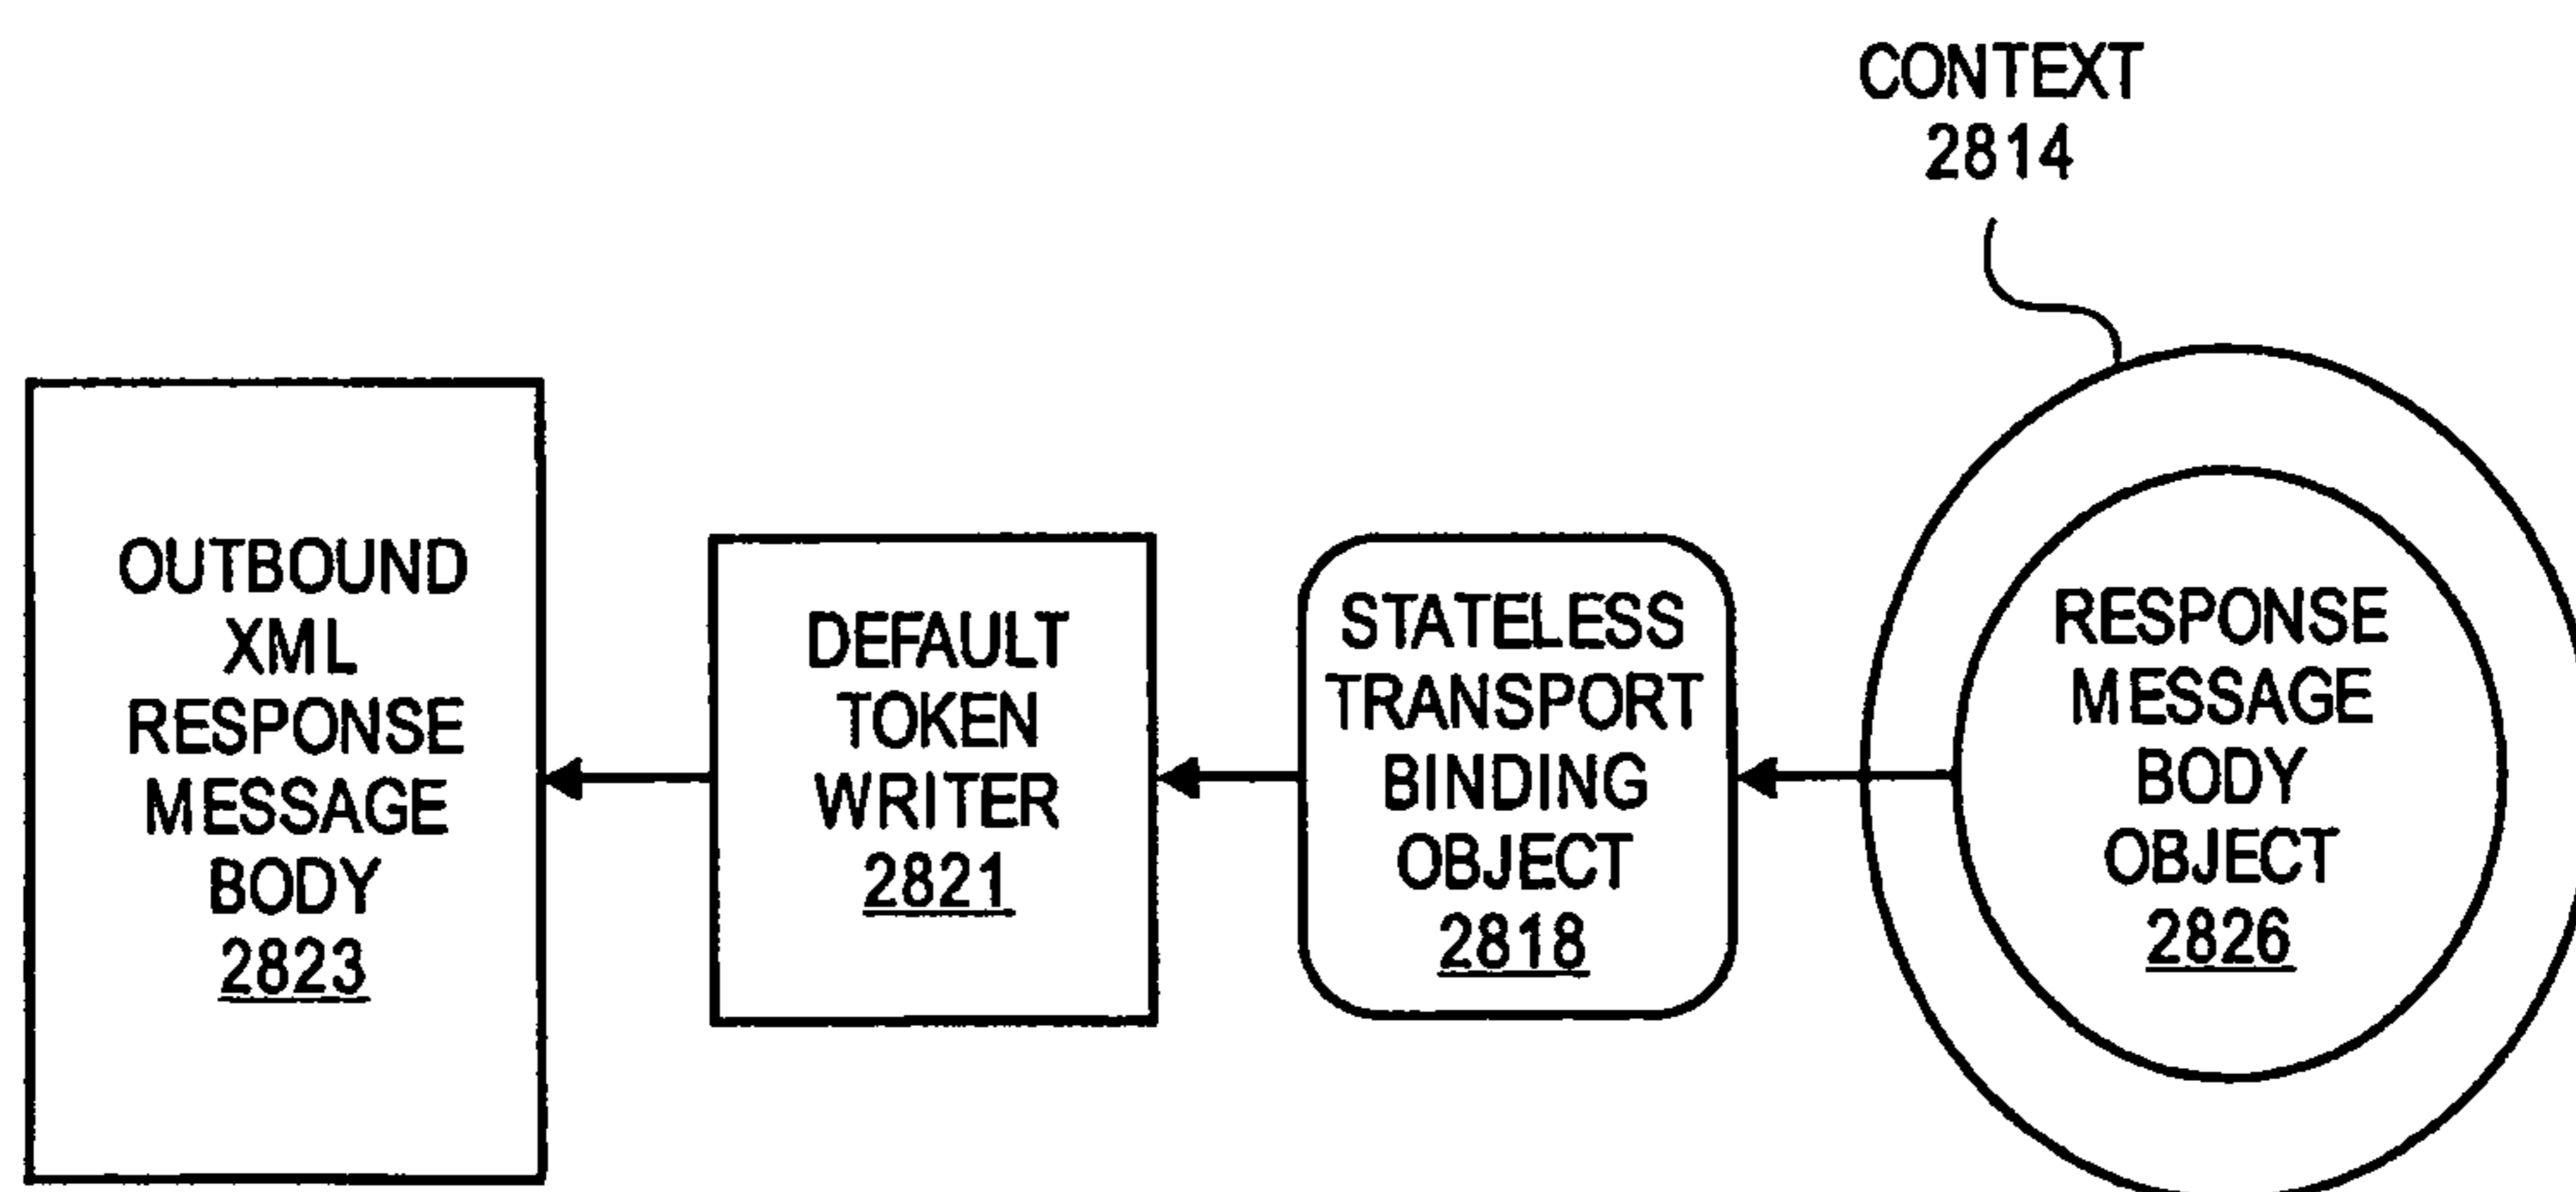 CONTEXT
2814
OUTBOUND
XML
RESPONSE
MESSAGE
BODY
2823
DEFAULT
TOKEN
WRITER
2821
STATELESS
TRANSPORT
BINDING
OBJECT
2818
RESPONSE
MESSAGE
BODY
OBJECT
2826